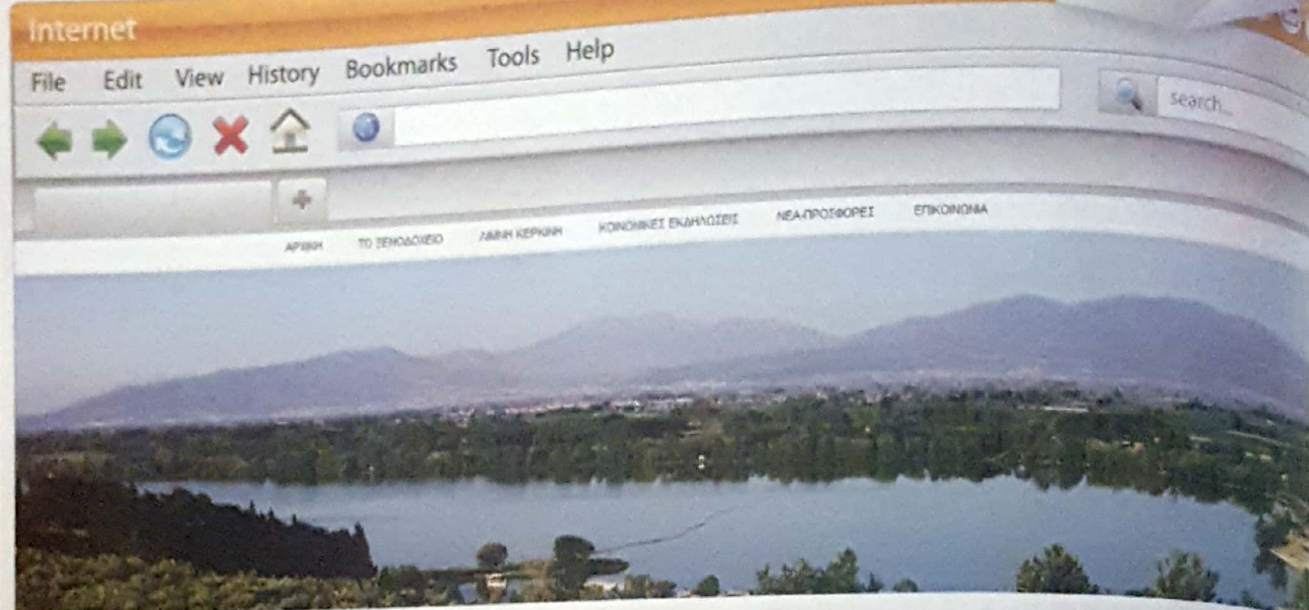 Internet
File Edit View History Bookmarks Tools Help
search...
ΑΡΧΙΚΗ ΤΟ ΞΕΝΟΔΟΧΕΙΟ ΛΙΜΝΗ ΚΕΡΚΙΝΗ ΚΟΙΝΩΝΙΚΕΣ ΕΚΔΗΛΩΣΕΙΣ ΝΕΑ-ΠΡΟΣΦΟΡΕΣ ΕΠΙΚΟΙΝΩΝΙΑ